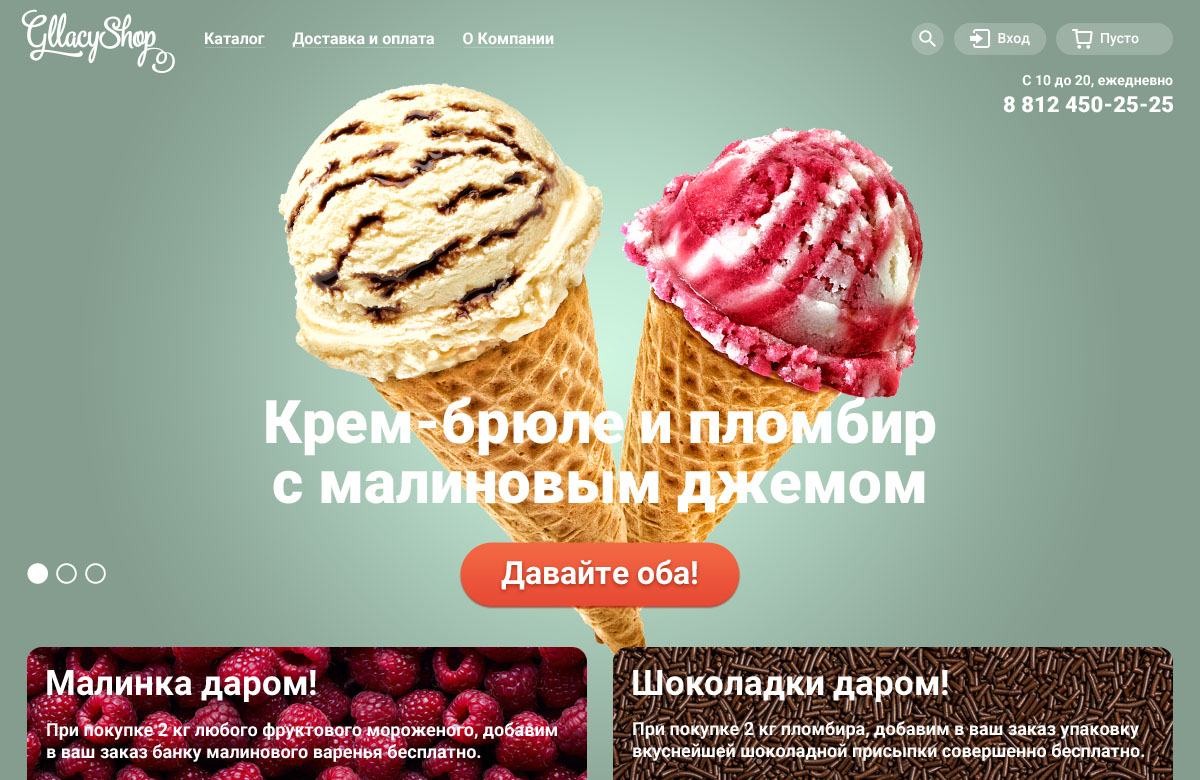 Gllacy Shop
Каталог
Доставка и оплата
О Компании
Вход
Пусто
С 10 до 20, ежедневно
8 812 450-25-25
Крем-брюле и пломбир
с малиновым джемом
Давайте оба!
Малинка даром!
При покупке 2 кг любого фруктового мороженого, добавим
в ваш заказ банку малинового варенья бесплатно.
Шоколадки даром!
При покупке 2 кг пломбира, добавим в ваш заказ упаковку
вкуснейшей шоколадной присыпки совершенно бесплатно.